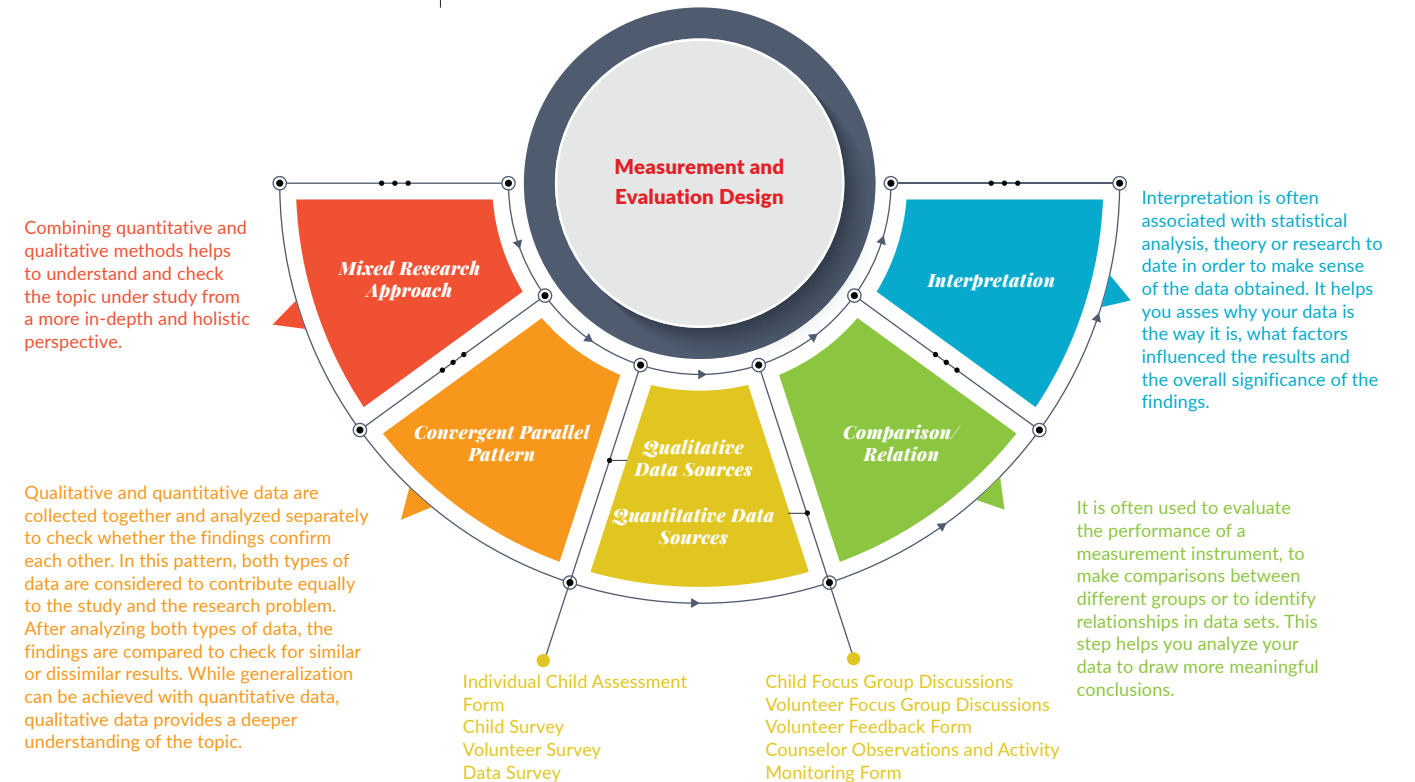 Measurement and
Evaluation Design
Mixed Research
Approach
Combining quantitative and
qualitative methods helps
to understand and check
the topic under study from
a more in-depth and holistic
perspective.
Convergent Parallel
Pattern
Qualitative and quantitative data are
collected together and analyzed separately
to check whether the findings confirm
each other. In this pattern, both types of
data are considered to contribute equally
to the study and the research problem.
After analyzing both types of data, the
findings are compared to check for similar
or dissimilar results. While generalization
can be achieved with quantitative data,
qualitative data provides a deeper
understanding of the topic.
Qualitative
Data Sources
Quantitative Data
Sources
Individual Child Assessment
Form
Child Survey
Volunteer Survey
Data Survey
Child Focus Group Discussions
Volunteer Focus Group Discussions
Volunteer Feedback Form
Counselor Observations and Activity
Monitoring Form
Comparison/
Relation
It is often used to evaluate
the performance of a
measurement instrument, to
make comparisons between
different groups or to identify
relationships in data sets. This
step helps you analyze your
data to draw more meaningful
conclusions.
Interpretation
Interpretation is often
associated with statistical
analysis, theory or research to
date in order to make sense
of the data obtained. It helps
you asses why your data is
the way it is, what factors
influenced the results and
the overall significance of the
findings.